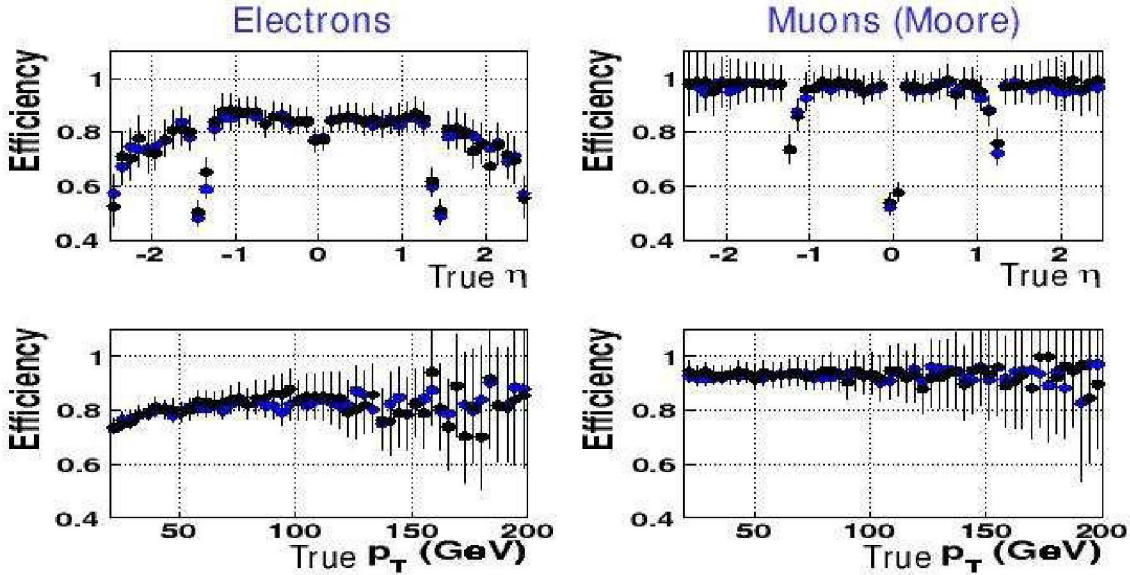 Electrons
Efficiency
1
0.8
0.6
0.4
-2 -1 0 1 2
True η
Muons (Moore)
Efficiency
1
0.8
0.6
0.4
-2 -1 0 1 2
True η
Efficiency
1
0.8
0.6
0.4
50 100 150 200
True p_T (GeV)
Efficiency
1
0.8
0.6
0.4
50 100 150 200
True p_T (GeV)